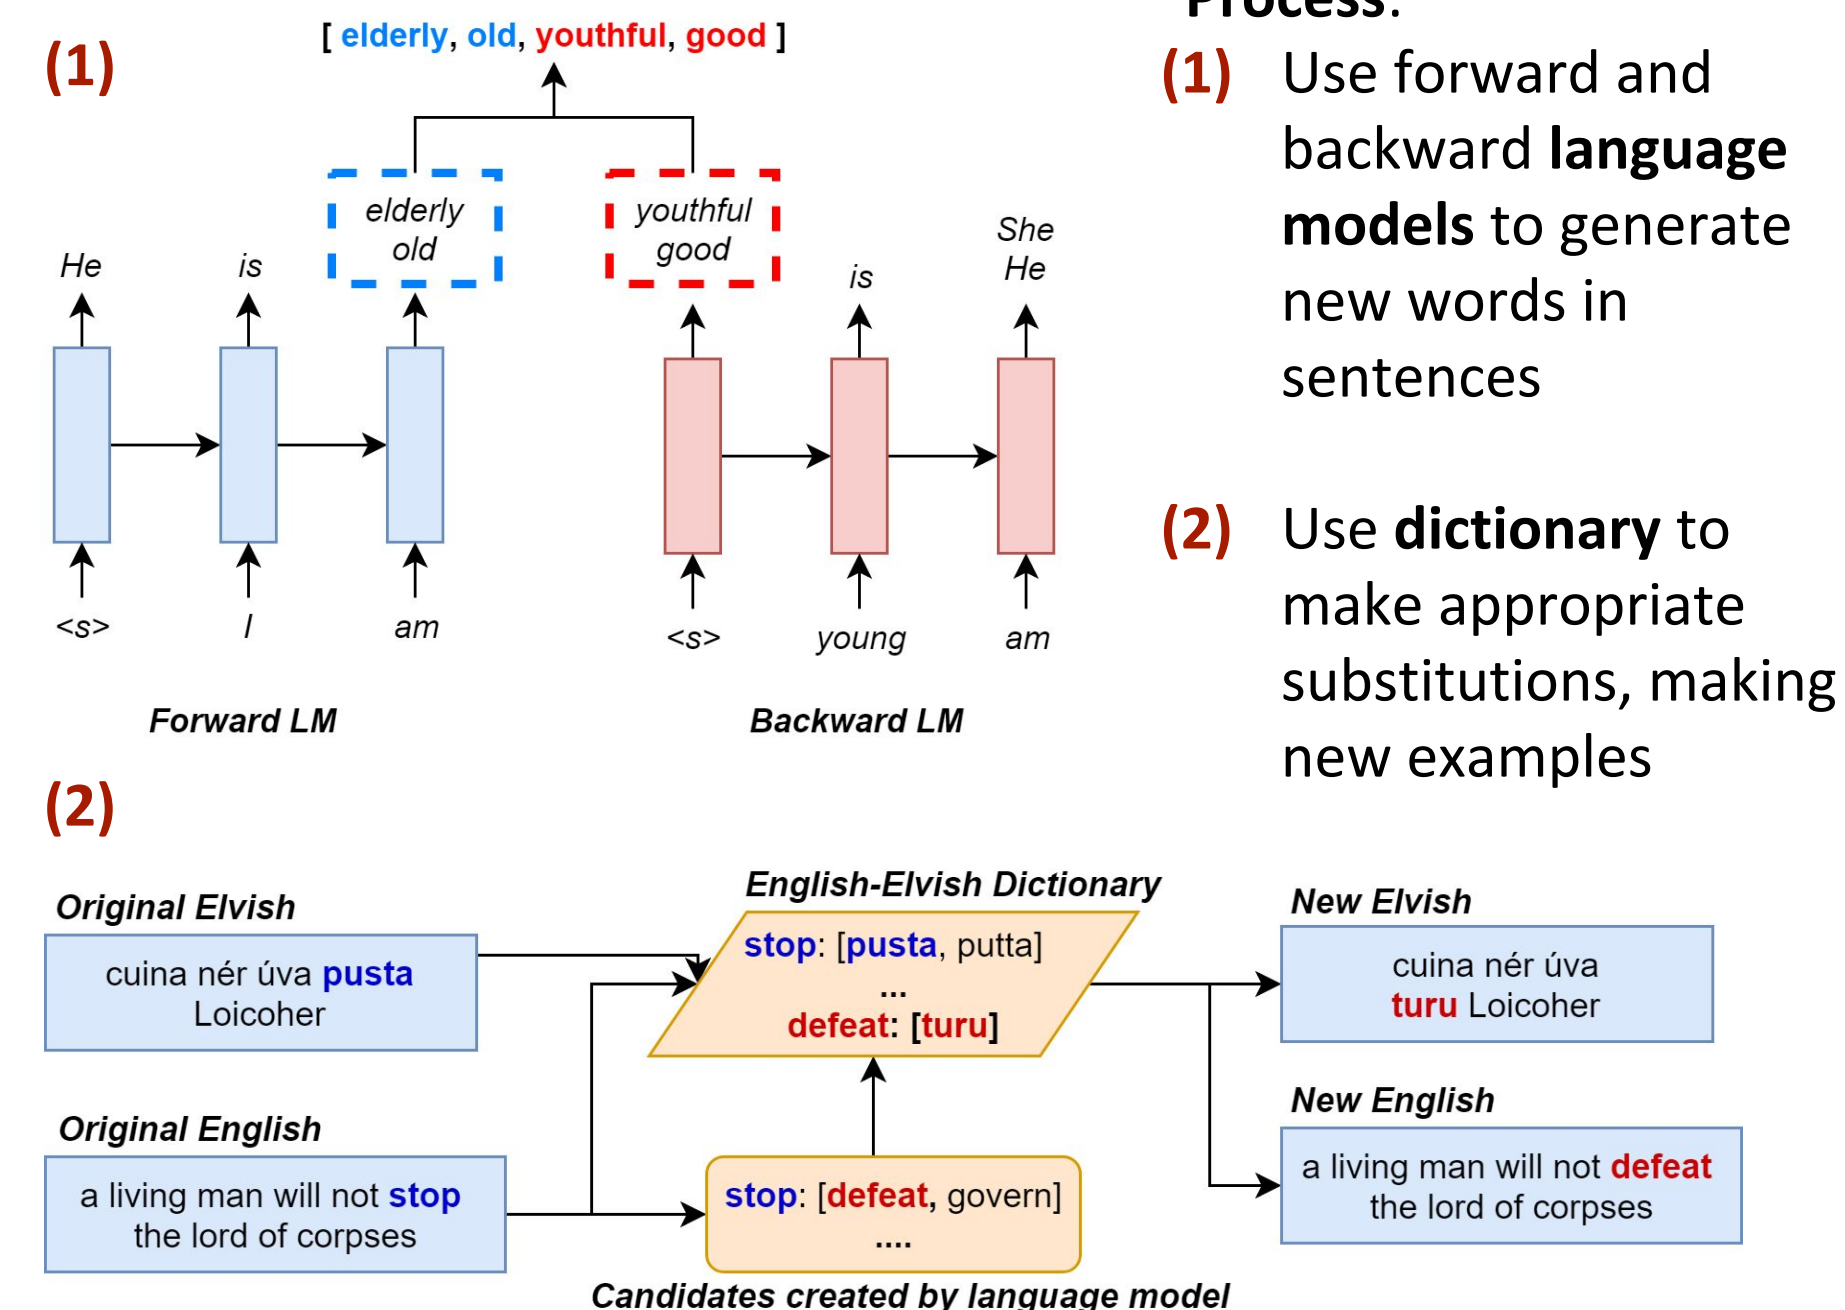 Process:
(1) Use forward and
backward language
models to generate
new words in
sentences
(2) Use dictionary to
make appropriate
substitutions, making
new examples
(1)
[ elderly, old, youthful, good ]
elderly
old
youthful
good
He
is
is
She
He
<s>
I
am
<s>
young
am
Forward LM
Backward LM
(2)
Original Elvish
cuina nér úva pusta
Loicoher
Original English
a living man will not stop
the lord of corpses
English-Elvish Dictionary
stop: [pusta, putta]
...
defeat: [turu]
stop: [defeat, govern]
....
Candidates created by language model
New Elvish
cuina nér úva
turu Loicoher
New English
a living man will not defeat
the lord of corpses